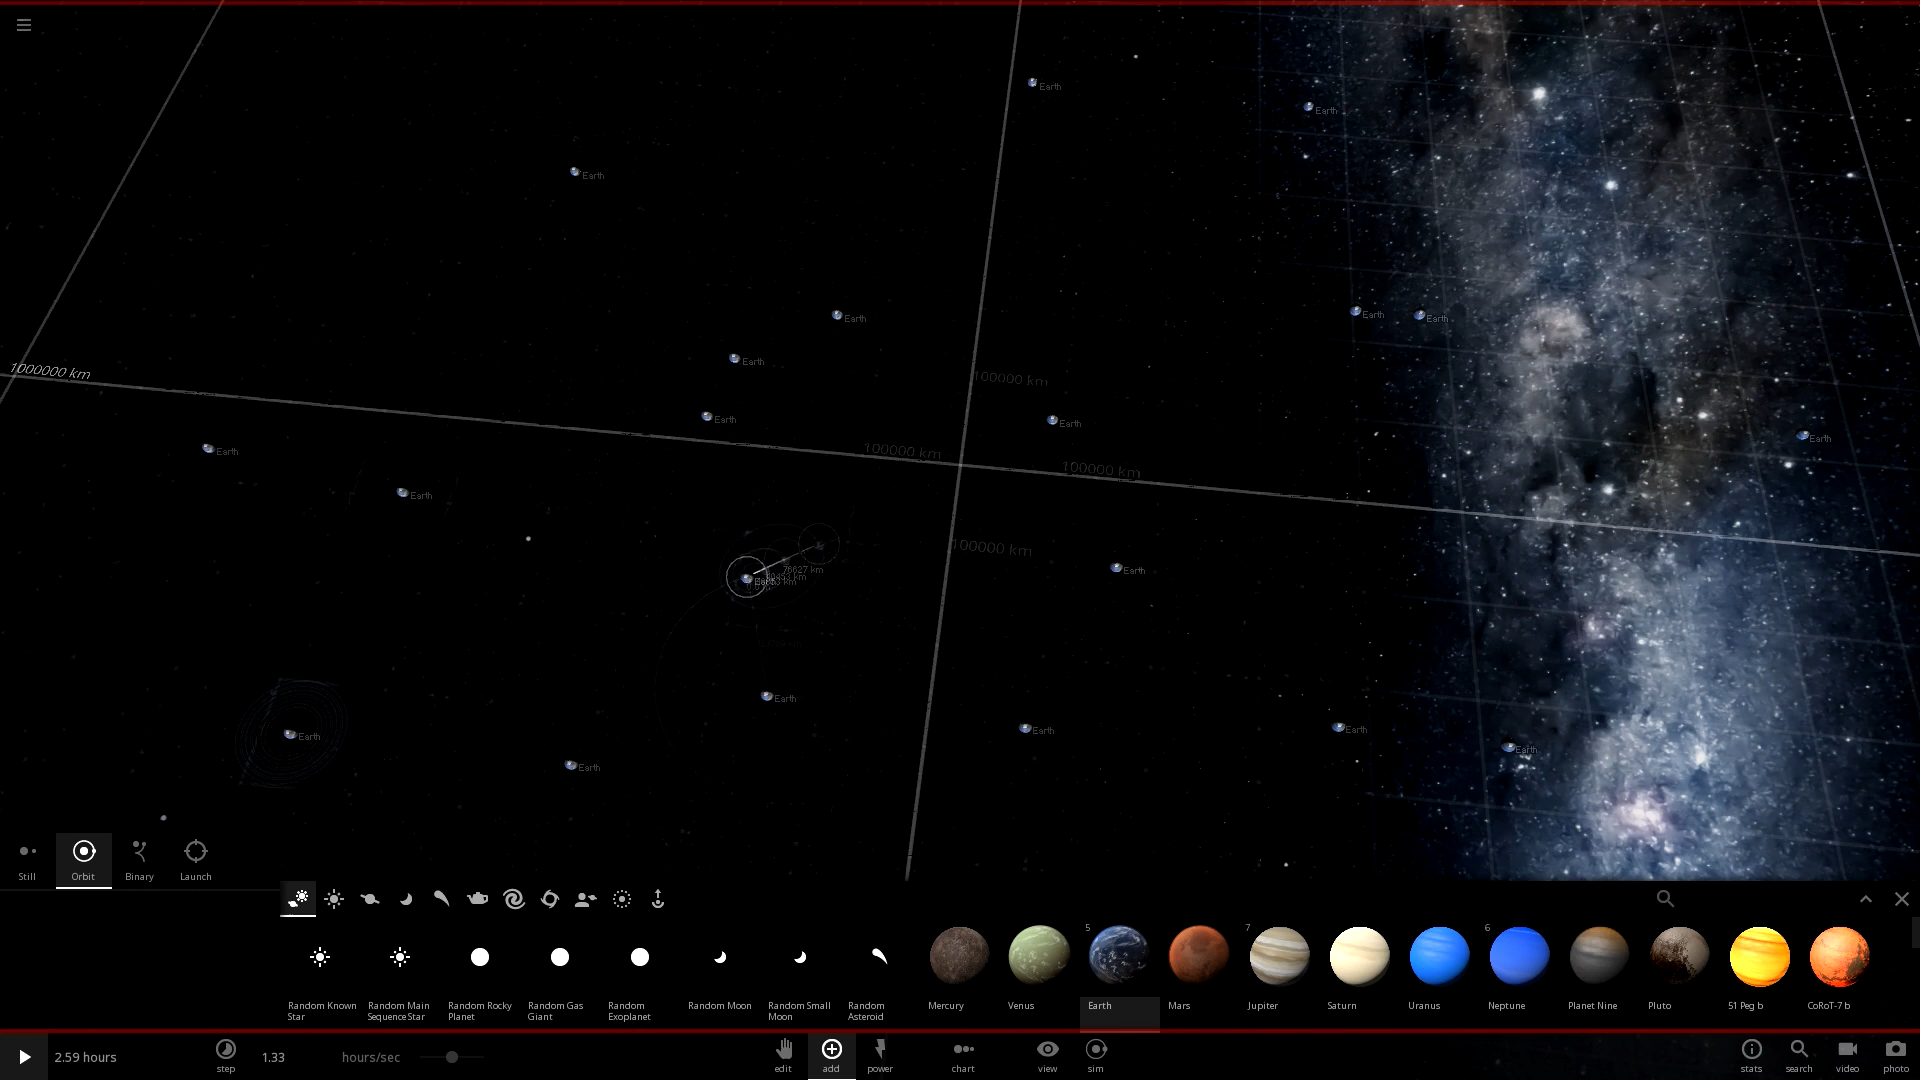 Earth
Earth
Earth
Earth
Earth
Earth
Earth
1000000 km
100000 km
Earth
Earth
Earth
Earth
100000 km
100000 km
Earth
100000 km
78627 km
Earth
Earth
Earth
Earth
Earth
Earth
Earth
Still
Orbit
Binary
Launch
5
7
6
Random Known Star
Random Main Sequence Star
Random Rocky Planet
Random Gas Giant
Random Exoplanet
Random Moon
Random Small Moon
Random Asteroid
Mercury
Venus
Earth
Mars
Jupiter
Saturn
Uranus
Neptune
Planet Nine
Pluto
51 Peg b
CoRoT-7 b
2.59 hours
step
1.33
hours/sec
edit
add
power
chart
view
sim
stats
search
video
photo